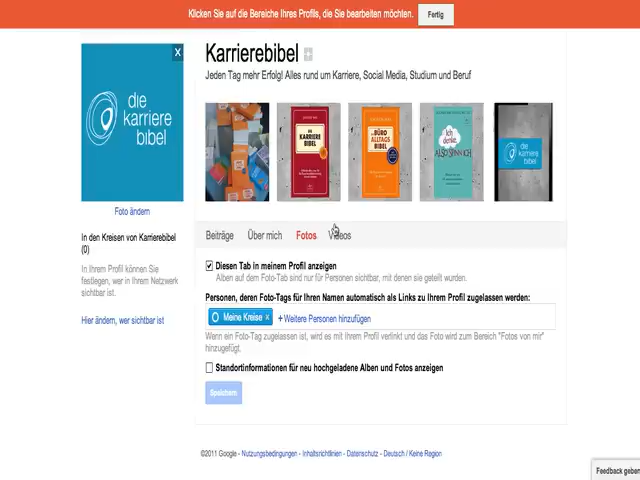 Klicken Sie auf die Bereiche Ihres Profils, die Sie bearbeiten möchten. Fertig
x
die
karriere
bibel
Foto ändern
In den Kreisen von Karrierebibel
(0)
In Ihrem Profil können Sie
festlegen, wer in Ihrem Netzwerk
sichtbar ist.
Hier ändern, wer sichtbar ist
Karrierebibel
Jeden Tag mehr Erfolg! Alles rund um Karriere, Social Media, Studium und Beruf
DIE
KARRIERE
BIBEL
BÜRO
ALLTAGS
BIBEL
Ich
denke,
ALSO SPINN ICH
die
karriere
bibel
Beiträge Über mich Fotos Videos
Diesen Tab in meinem Profil anzeigen
Alben auf dem Foto-Tab sind nur für Personen sichtbar, mit denen sie geteilt wurden.
Personen, deren Foto-Tags für Ihren Namen automatisch als Links zu Ihrem Profil zugelassen werden:
Meine Kreise × + Weitere Personen hinzufügen
Wenn ein Foto-Tag zugelassen ist, wird es mit Ihrem Profil verlinkt und das Foto wird zum Bereich "Fotos von mir"
hinzugefügt.
Standortinformationen für neu hochgeladene Alben und Fotos anzeigen
Speichern
©2011 Google - Nutzungsbedingungen - Inhaltsrichtlinien - Datenschutz - Deutsch / Keine Region
Feedback geben